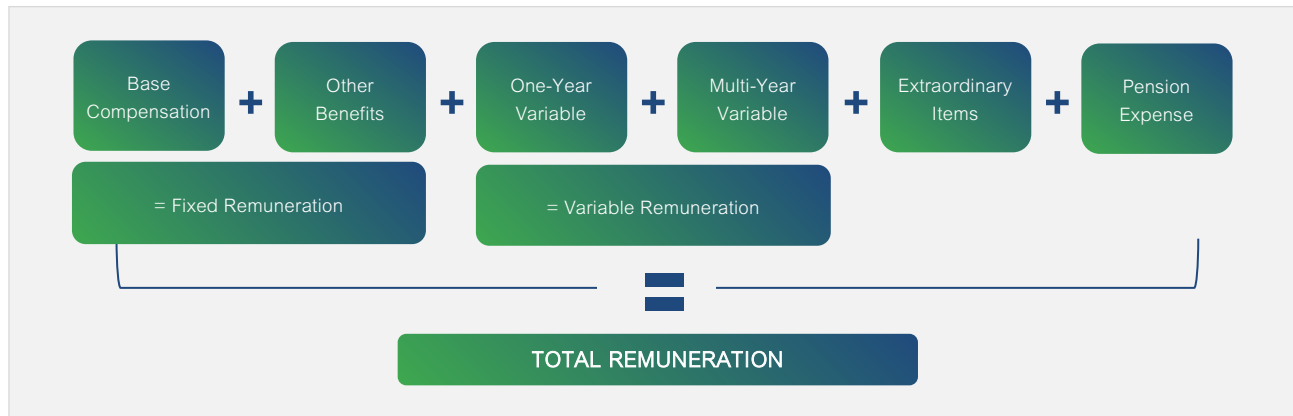 Base
Compensation
+
Other
Benefits
+
One-Year
Variable
+
Multi-Year
Variable
+
Extraordinary
Items
+
Pension
Expense
= Fixed Remuneration
= Variable Remuneration
=
TOTAL REMUNERATION